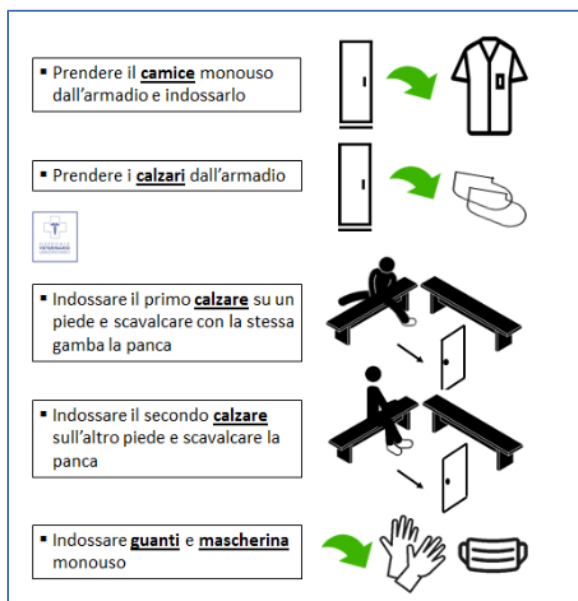 ▪ Prendere il camice monouso
dall'armadio e indossarlo
▪ Prendere i calzari dall'armadio
VETERINARIO
▪ Indossare il primo calzare su un
piede e scavalcare con la stessa
gamba la panca
▪ Indossare il secondo calzare
sull'altro piede e scavalcare la
panca
▪ Indossare guanti e mascherina
monouso